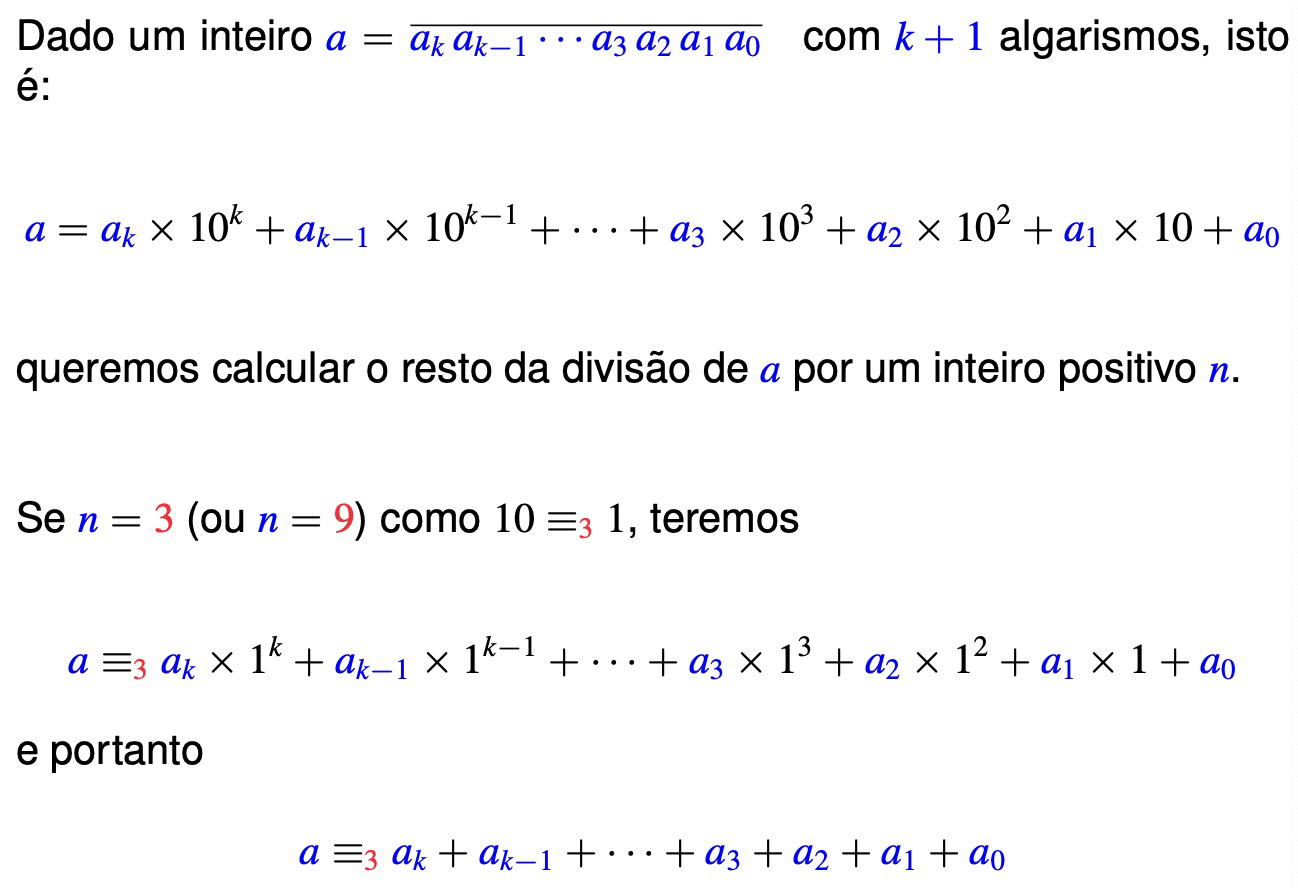 Dado um inteiro $a = \overline{a_k\, a_{k-1} \cdots a_3\, a_2\, a_1\, a_0}$ com $k + 1$ algarismos, isto
é:
$a = a_k \times 10^k + a_{k-1} \times 10^{k-1} + \cdots + a_3 \times 10^3 + a_2 \times 10^2 + a_1 \times 10 + a_0$
queremos calcular o resto da divisão de $a$ por um inteiro positivo $n$.
Se $n = 3$ (ou $n = 9$) como $10 \equiv_3 1$, teremos
$a \equiv_3 a_k \times 1^k + a_{k-1} \times 1^{k-1} + \cdots + a_3 \times 1^3 + a_2 \times 1^2 + a_1 \times 1 + a_0$
e portanto
$a \equiv_3 a_k + a_{k-1} + \cdots + a_3 + a_2 + a_1 + a_0$